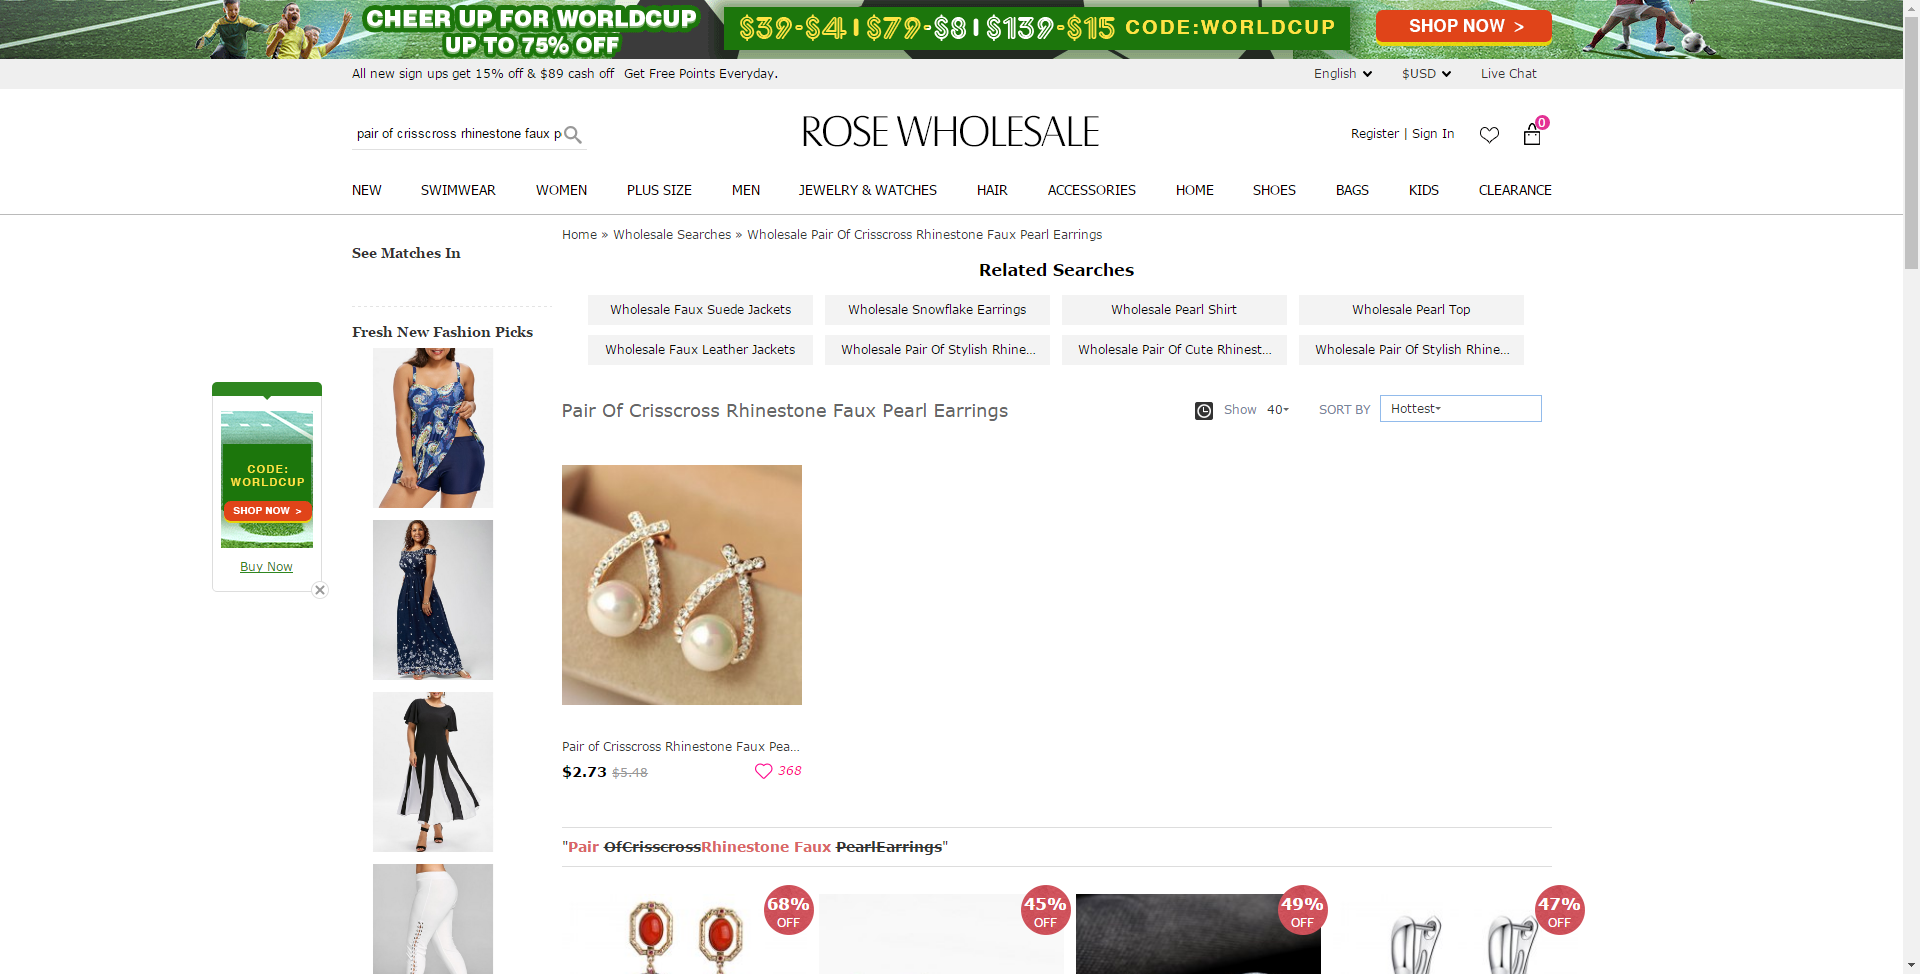 CHEER UP FOR WORLDCUP
UP TO 75% OFF
$39-$4 | $79-$8 | $139-$15 CODE:WORLDCUP
SHOP NOW >
All new sign ups get 15% off & $89 cash off Get Free Points Everyday.
English
$USD
Live Chat
pair of crisscross rhinestone faux p
ROSE WHOLESALE
Register | Sign In
0
NEW
SWIMWEAR
WOMEN
PLUS SIZE
MEN
JEWELRY & WATCHES
HAIR
ACCESSORIES
HOME
SHOES
BAGS
KIDS
CLEARANCE
Home » Wholesale Searches » Wholesale Pair Of Crisscross Rhinestone Faux Pearl Earrings
See Matches In
Related Searches
Wholesale Faux Suede Jackets
Wholesale Snowflake Earrings
Wholesale Pearl Shirt
Wholesale Pearl Top
Wholesale Faux Leather Jackets
Wholesale Pair Of Stylish Rhine...
Wholesale Pair Of Cute Rhinest...
Wholesale Pair Of Stylish Rhine...
Fresh New Fashion Picks
CODE:
WORLDCUP
SHOP NOW >
Buy Now
Pair Of Crisscross Rhinestone Faux Pearl Earrings
Show 40
SORT BY
Hottest
Pair of Crisscross Rhinestone Faux Pea...
$2.73 $5.48
368
"Pair OfCrisscrossRhinestone Faux PearlEarrings"
68%
OFF
45%
OFF
49%
OFF
47%
OFF